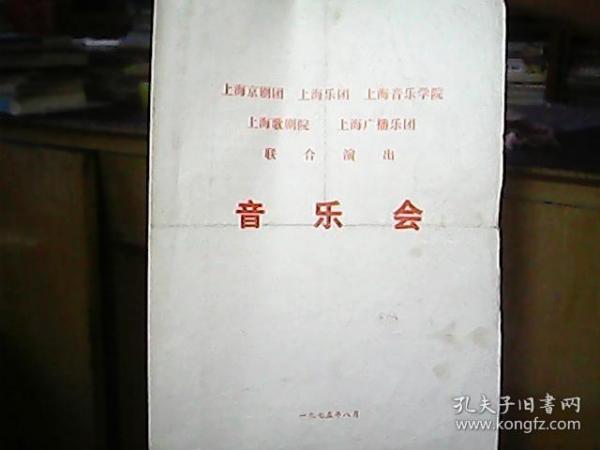 上海京剧团 上海乐团 上海音乐学院
上海歌剧院 上海广播乐团
联合演出
音乐会
一九七五年八月
孔夫子旧书网
www.kongfz.com